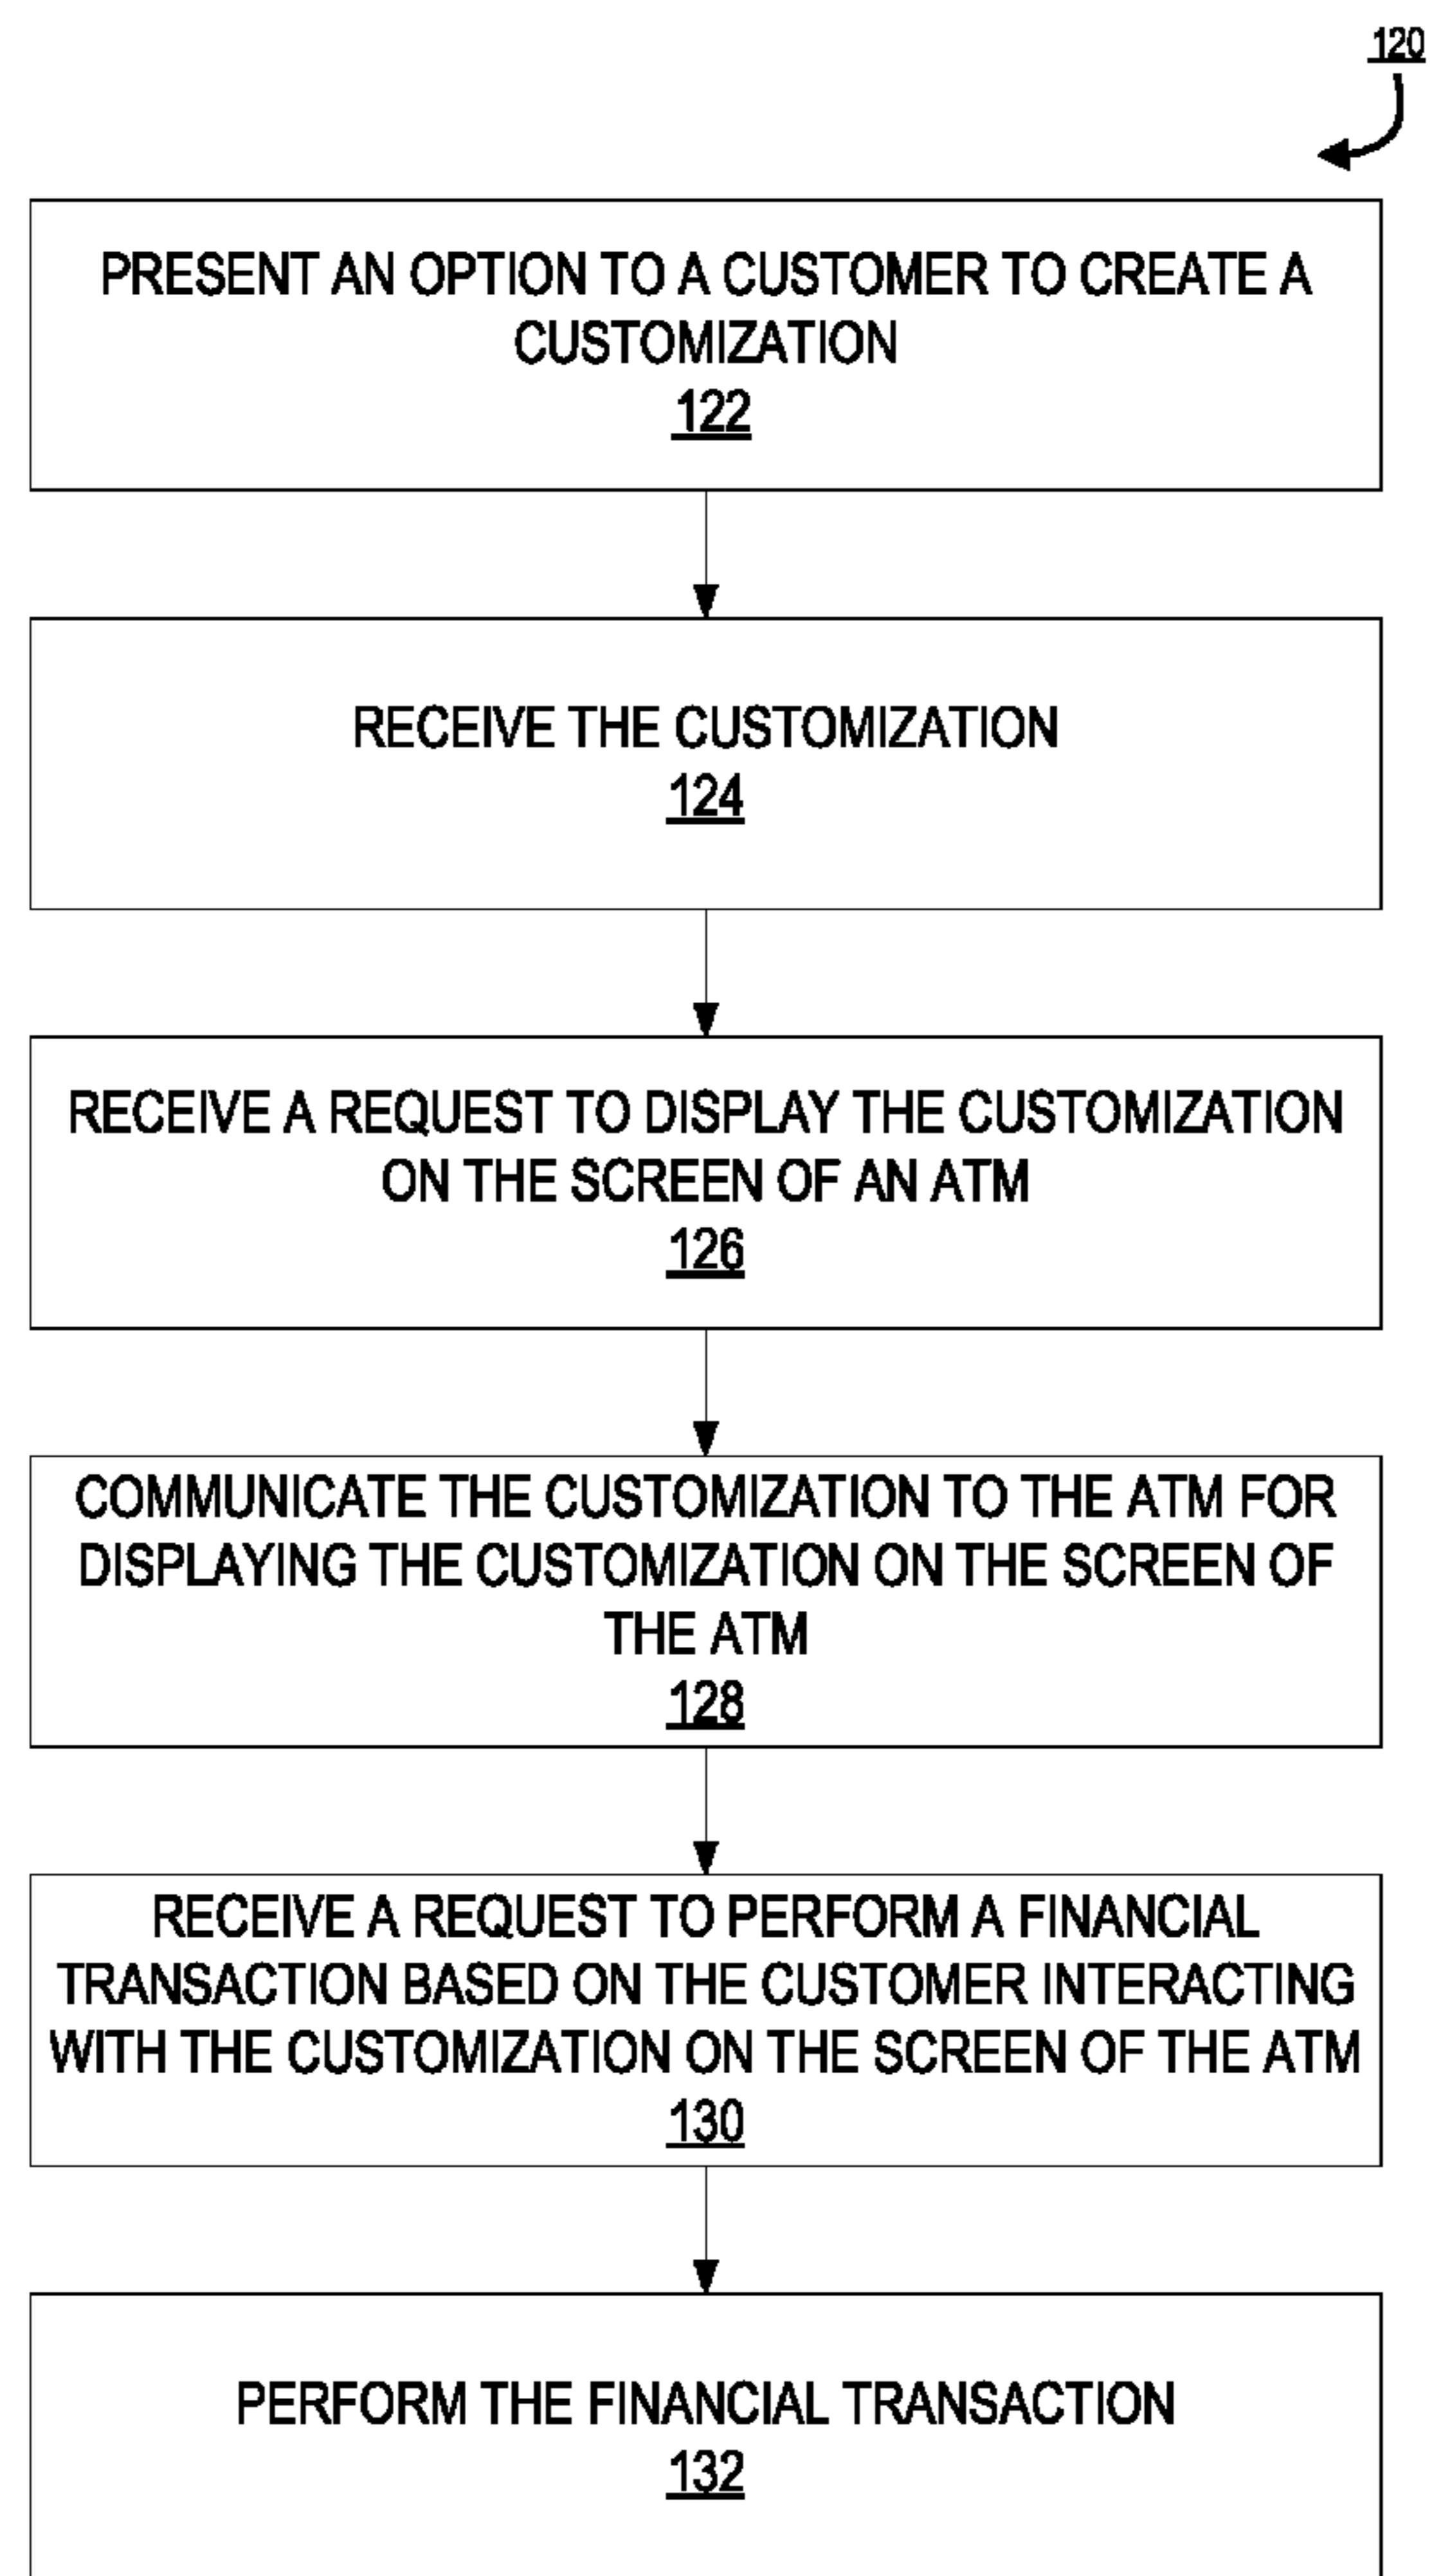 120
PRESENT AN OPTION TO A CUSTOMER TO CREATE A
CUSTOMIZATION
122
RECEIVE THE CUSTOMIZATION
124
RECEIVE A REQUEST TO DISPLAY THE CUSTOMIZATION
ON THE SCREEN OF AN ATM
126
COMMUNICATE THE CUSTOMIZATION TO THE ATM FOR
DISPLAYING THE CUSTOMIZATION ON THE SCREEN OF
THE ATM
128
RECEIVE A REQUEST TO PERFORM A FINANCIAL
TRANSACTION BASED ON THE CUSTOMER INTERACTING
WITH THE CUSTOMIZATION ON THE SCREEN OF THE ATM
130
PERFORM THE FINANCIAL TRANSACTION
132